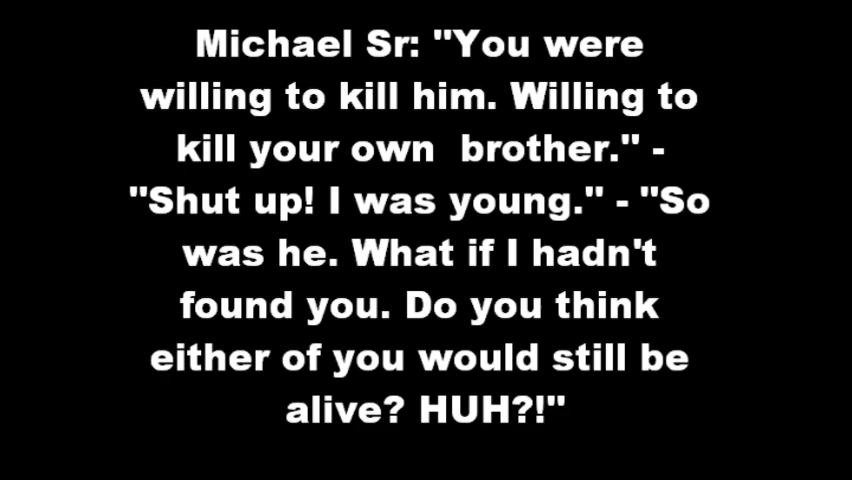 Michael Sr: "You were
willing to kill him. Willing to
kill your own  brother." -
"Shut up! I was young." - "So
was he. What if I hadn't
found you. Do you think
either of you would still be
alive? HUH?!"